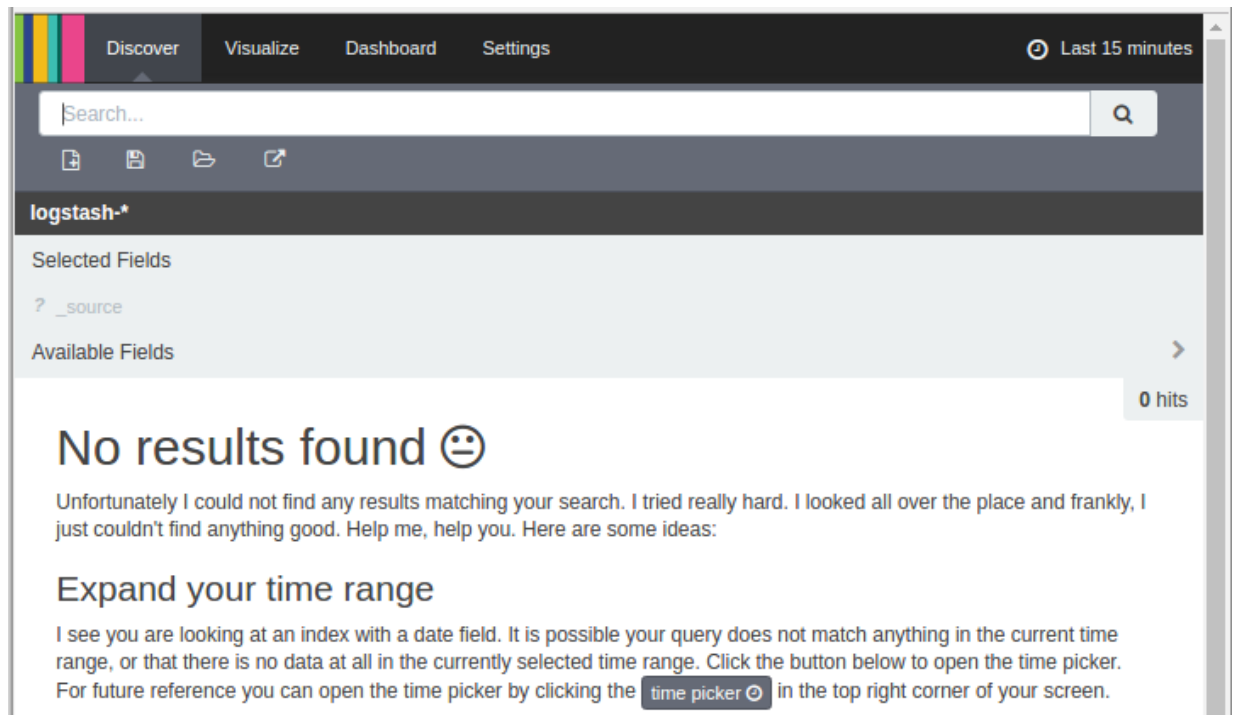 Discover Visualize Dashboard Settings Last 15 minutes
Search...
logstash-*
Selected Fields
? _source
Available Fields
0 hits
No results found
Unfortunately I could not find any results matching your search. I tried really hard. I looked all over the place and frankly, I
just couldn't find anything good. Help me, help you. Here are some ideas:
Expand your time range
I see you are looking at an index with a date field. It is possible your query does not match anything in the current time
range, or that there is no data at all in the currently selected time range. Click the button below to open the time picker.
For future reference you can open the time picker by clicking the time picker in the top right corner of your screen.